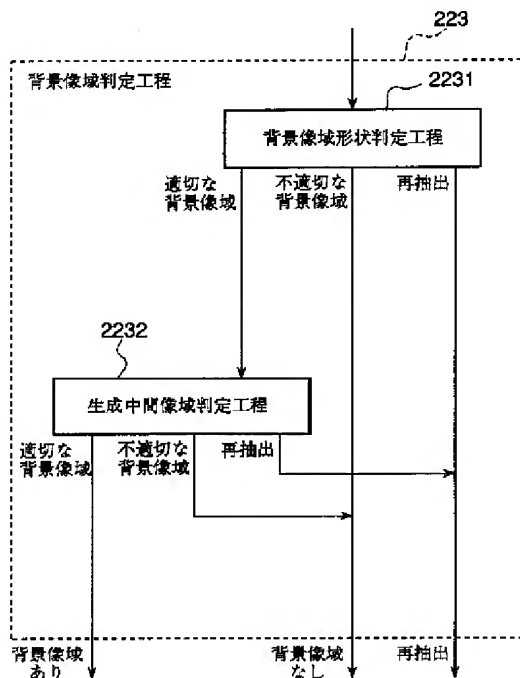 223
背景像域判定工程
2231
背景像域形状判定工程
適切な
背景像域
不適切な
背景像域
再抽出
2232
生成中間像域判定工程
適切な
背景像域
不適切な
背景像域
再抽出
背景像域
あり
背景像域
なし
再抽出